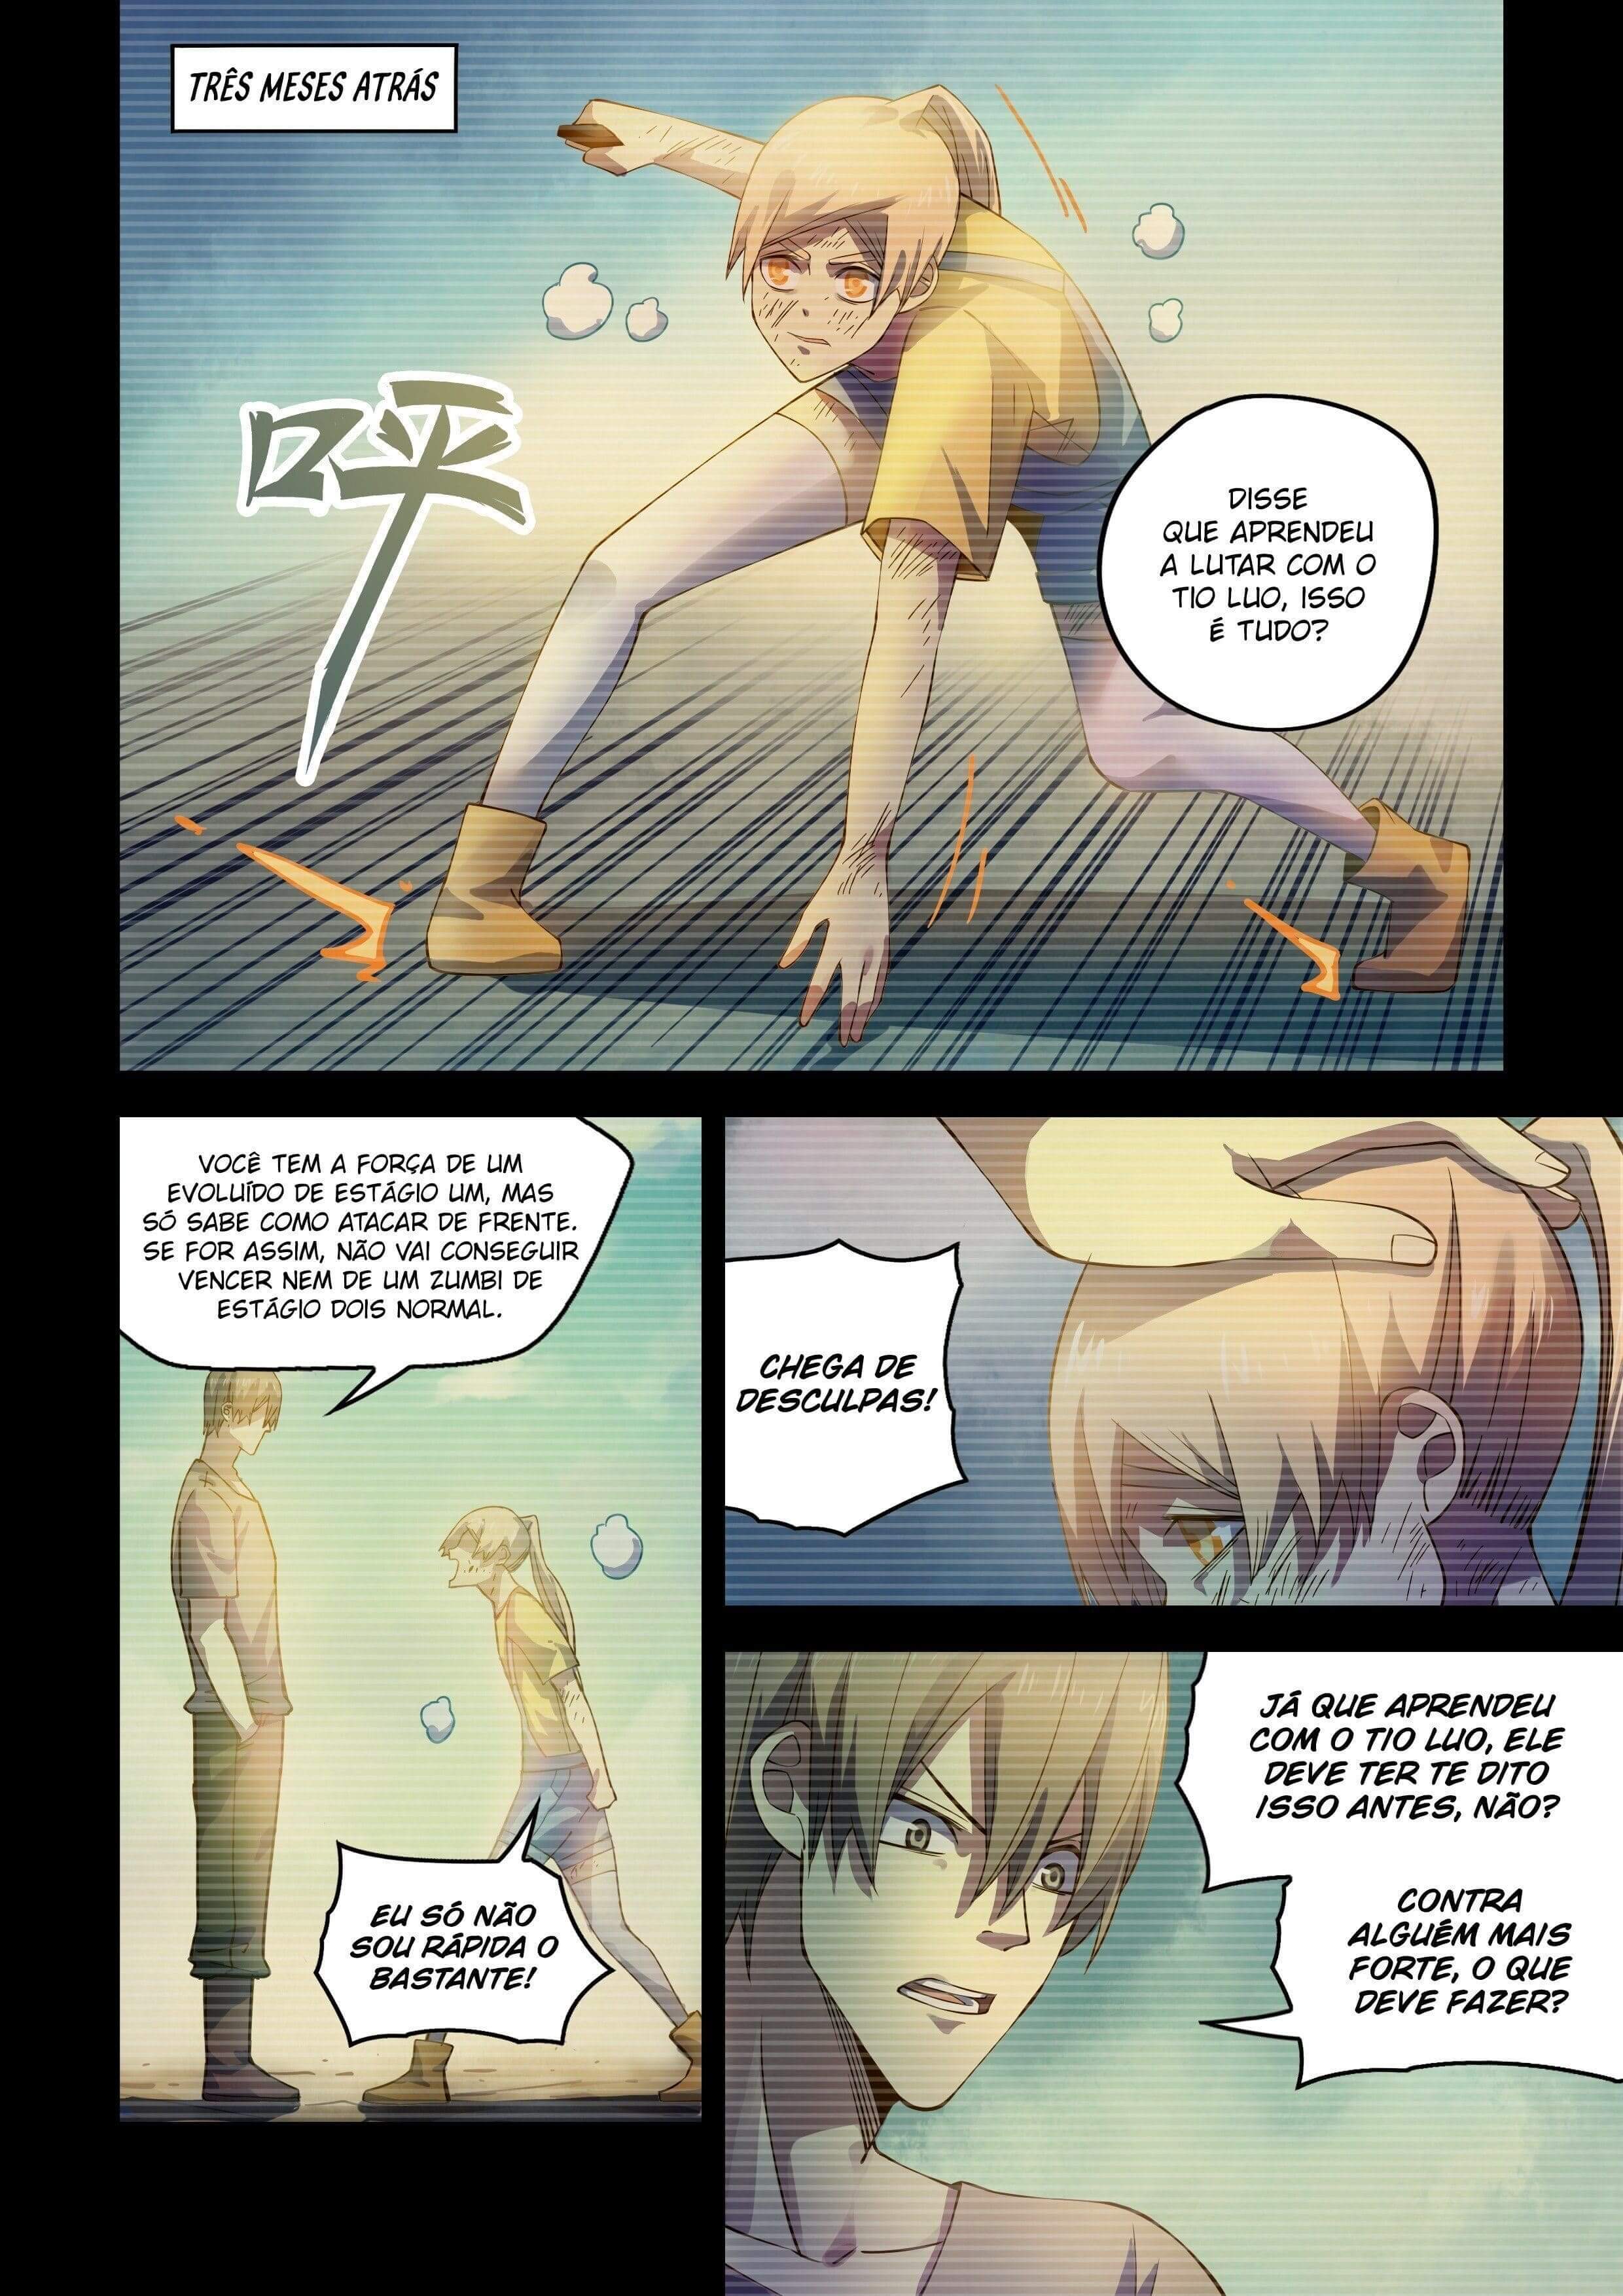 TRÊS MESES ATRÁS
呼
DISSE
QUE APRENDEU
A LUTAR COM O
TIO LUO, ISSO
É TUDO?
VOCÊ TEM A FORÇA DE UM
EVOLUÍDO DE ESTÁGIO UM, MAS
SÓ SABE COMO ATACAR DE FRENTE.
SE FOR ASSIM, NÃO VAI CONSEGUIR
VENCER NEM DE UM ZUMBI DE
ESTÁGIO DOIS NORMAL.
EU SÓ NÃO
SOU RÁPIDA O
BASTANTE!
CHEGA DE
DESCULPAS!
JÁ QUE APRENDEU
COM O TIO LUO, ELE
DEVE TER TE DITO
ISSO ANTES, NÃO?
CONTRA
ALGUÉM MAIS
FORTE, O QUE
DEVE FAZER?